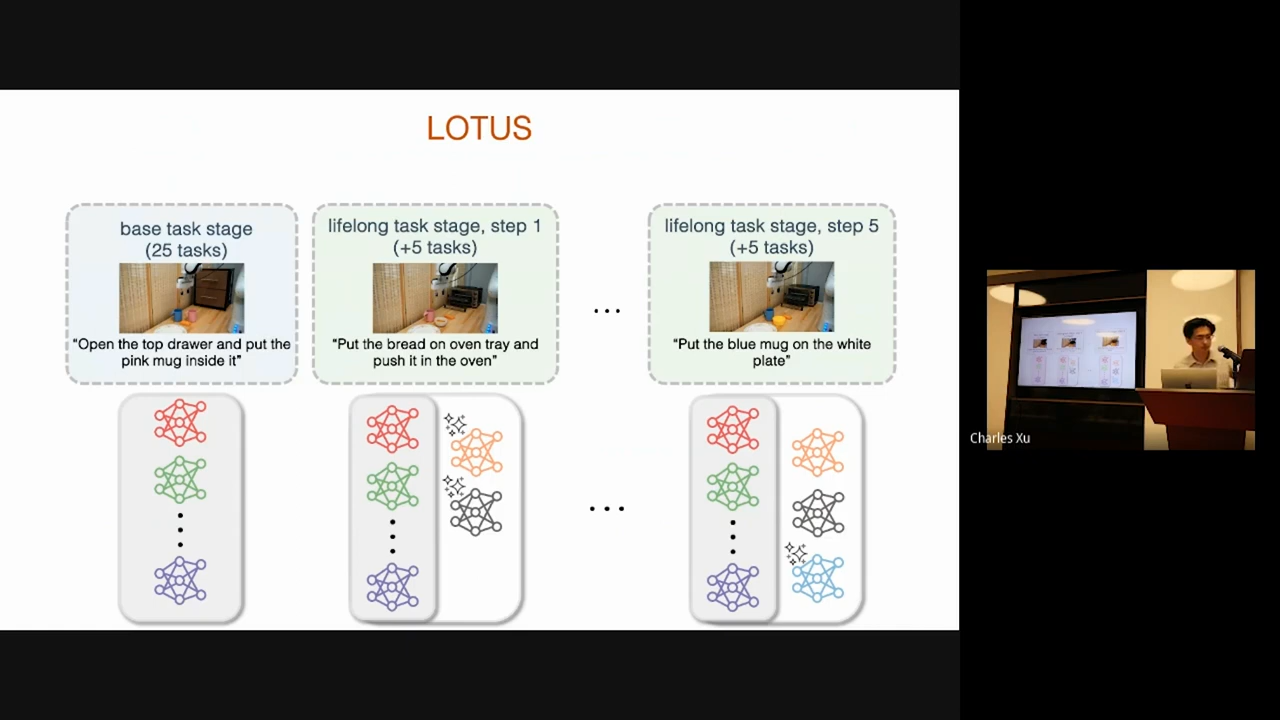 LOTUS
base task stage
(25 tasks)
"Open the top drawer and put the
pink mug inside it"
lifelong task stage, step 1
(+5 tasks)
"Put the bread on oven tray and
push it in the oven"
...
lifelong task stage, step 5
(+5 tasks)
"Put the blue mug on the white
plate"
...
Charles Xu